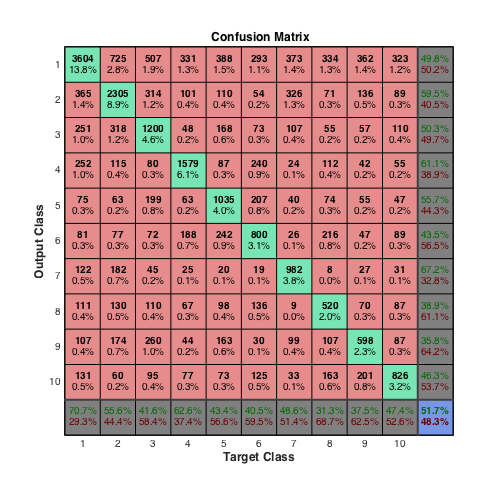 Confusion Matrix
3604 725 507 331 388 293 373 334 362 323 49.8%
1 13.8% 2.8% 1.9% 1.3% 1.5% 1.1% 1.4% 1.3% 1.4% 1.2% 50.2%
365 2305 314 101 110 54 326 71 136 89 59.5%
2 1.4% 8.9% 1.2% 0.4% 0.4% 0.2% 1.3% 0.3% 0.5% 0.3% 40.5%
251 318 1200 48 168 73 107 55 57 110 50.3%
3 1.0% 1.2% 4.6% 0.2% 0.6% 0.3% 0.4% 0.2% 0.2% 0.4% 49.7%
252 115 80 1579 87 240 24 112 42 55 61.1%
4 1.0% 0.4% 0.3% 6.1% 0.3% 0.9% 0.1% 0.4% 0.2% 0.2% 38.9%
75 63 199 63 1035 207 40 74 55 47 55.7%
5 0.3% 0.2% 0.8% 0.2% 4.0% 0.8% 0.2% 0.3% 0.2% 0.2% 44.3%
81 77 72 188 242 800 26 216 47 89 43.5%
6 0.3% 0.3% 0.3% 0.7% 0.9% 3.1% 0.1% 0.8% 0.2% 0.3% 56.5%
122 182 45 25 20 19 982 8 27 31 67.2%
7 0.5% 0.7% 0.2% 0.1% 0.1% 0.1% 3.8% 0.0% 0.1% 0.1% 32.8%
111 130 110 67 98 136 9 520 70 87 38.9%
8 0.4% 0.5% 0.4% 0.3% 0.4% 0.5% 0.0% 2.0% 0.3% 0.3% 61.1%
107 174 260 44 163 30 99 107 598 87 35.8%
9 0.4% 0.7% 1.0% 0.2% 0.6% 0.1% 0.4% 0.4% 2.3% 0.3% 64.2%
131 60 95 77 73 125 33 163 201 826 46.3%
10 0.5% 0.2% 0.4% 0.3% 0.3% 0.5% 0.1% 0.6% 0.8% 3.2% 53.7%
70.7% 55.6% 41.6% 62.6% 43.4% 40.5% 48.6% 31.3% 37.5% 47.4% 51.7%
29.3% 44.4% 58.4% 37.4% 56.6% 59.5% 51.4% 68.7% 62.5% 52.6% 48.3%
1 2 3 4 5 6 7 8 9 10
Target Class
Output Class